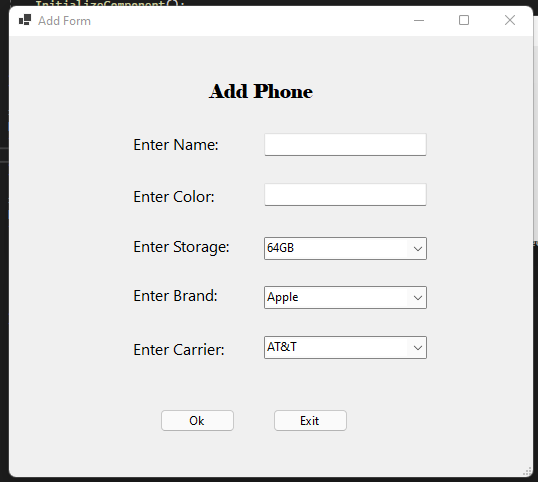 InitializeComponent();
Add Form
Add Phone
Enter Name:
Enter Color:
Enter Storage: 64GB
Enter Brand: Apple
Enter Carrier: AT&T
Ok Exit